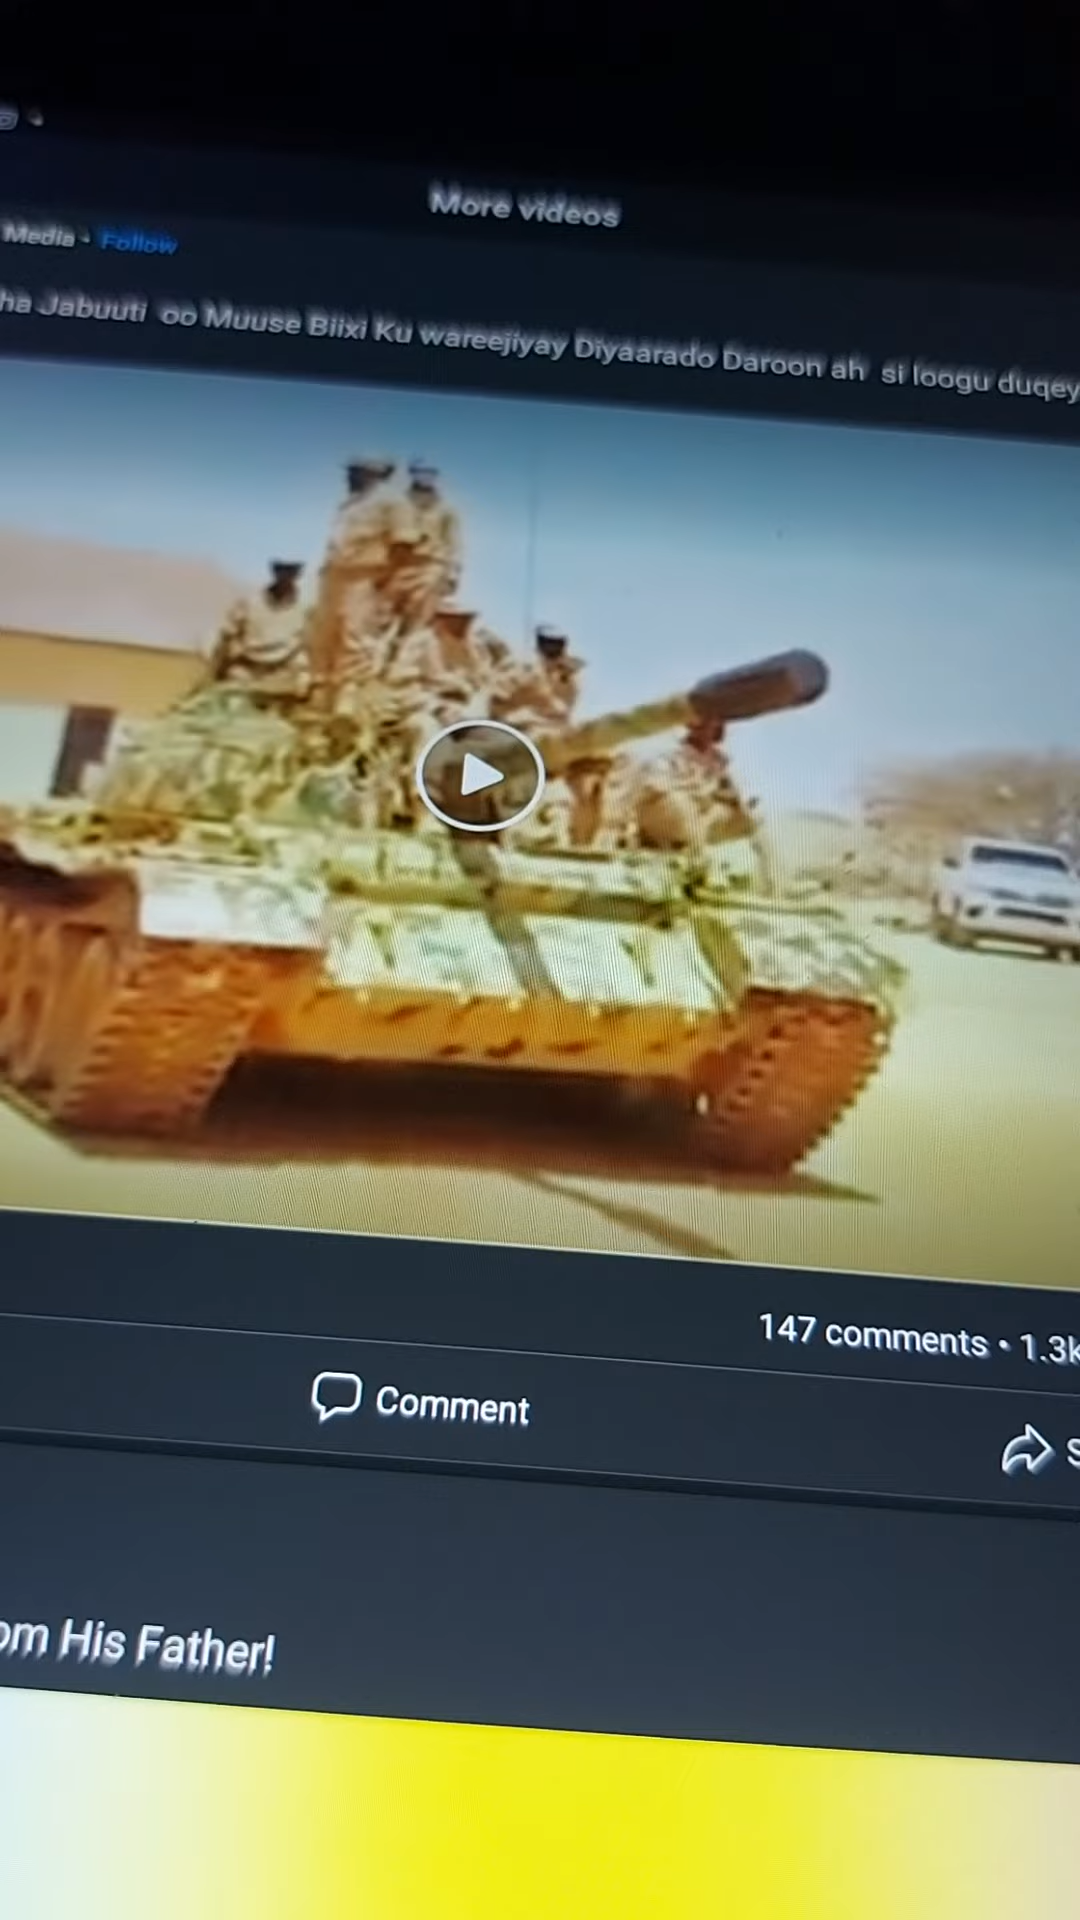 More videos
Media · Follow
ha Jabuuti oo Muuse Biixi Ku wareejiyay Diyaarado Daroon ah si loogu duqey
147 comments • 1.3k
Comment
S
om His Father!